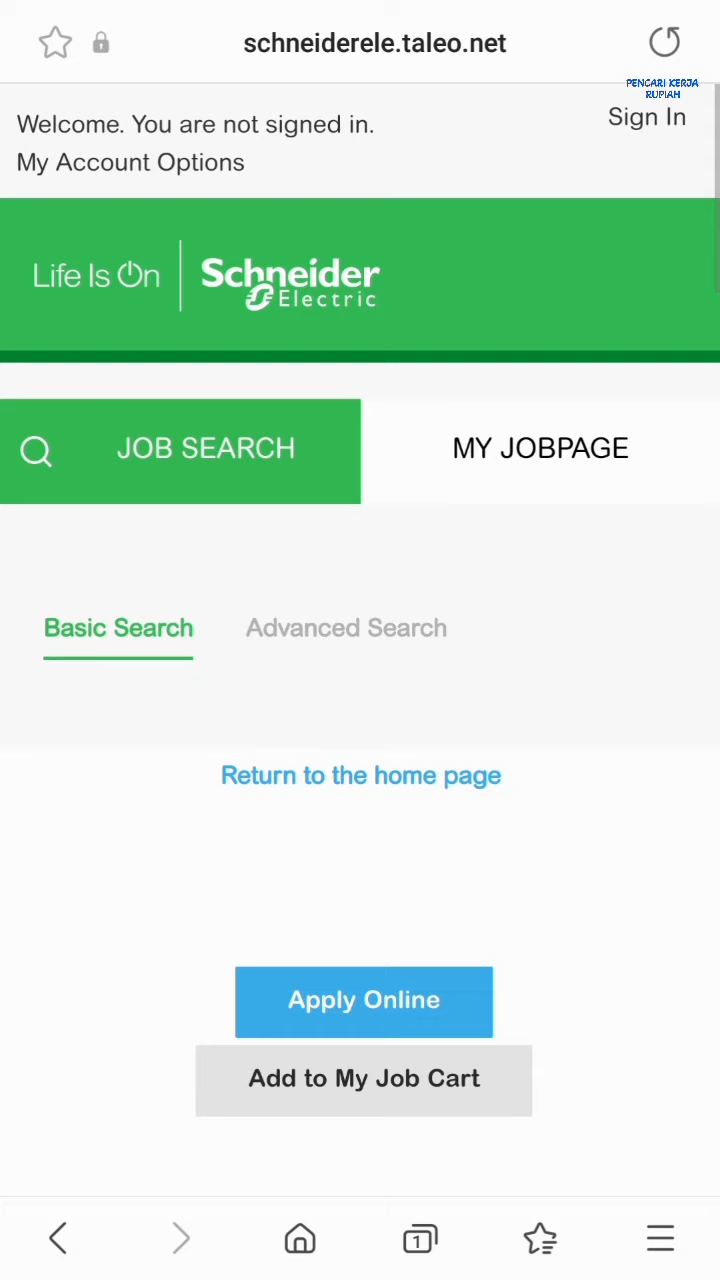 schneiderele.taleo.net
PENCARI KERJA
RUPIAH
Welcome. You are not signed in.
Sign In
My Account Options
Life Is On
Schneider
Electric
JOB SEARCH
MY JOBPAGE
Basic Search
Advanced Search
Return to the home page
Apply Online
Add to My Job Cart
1